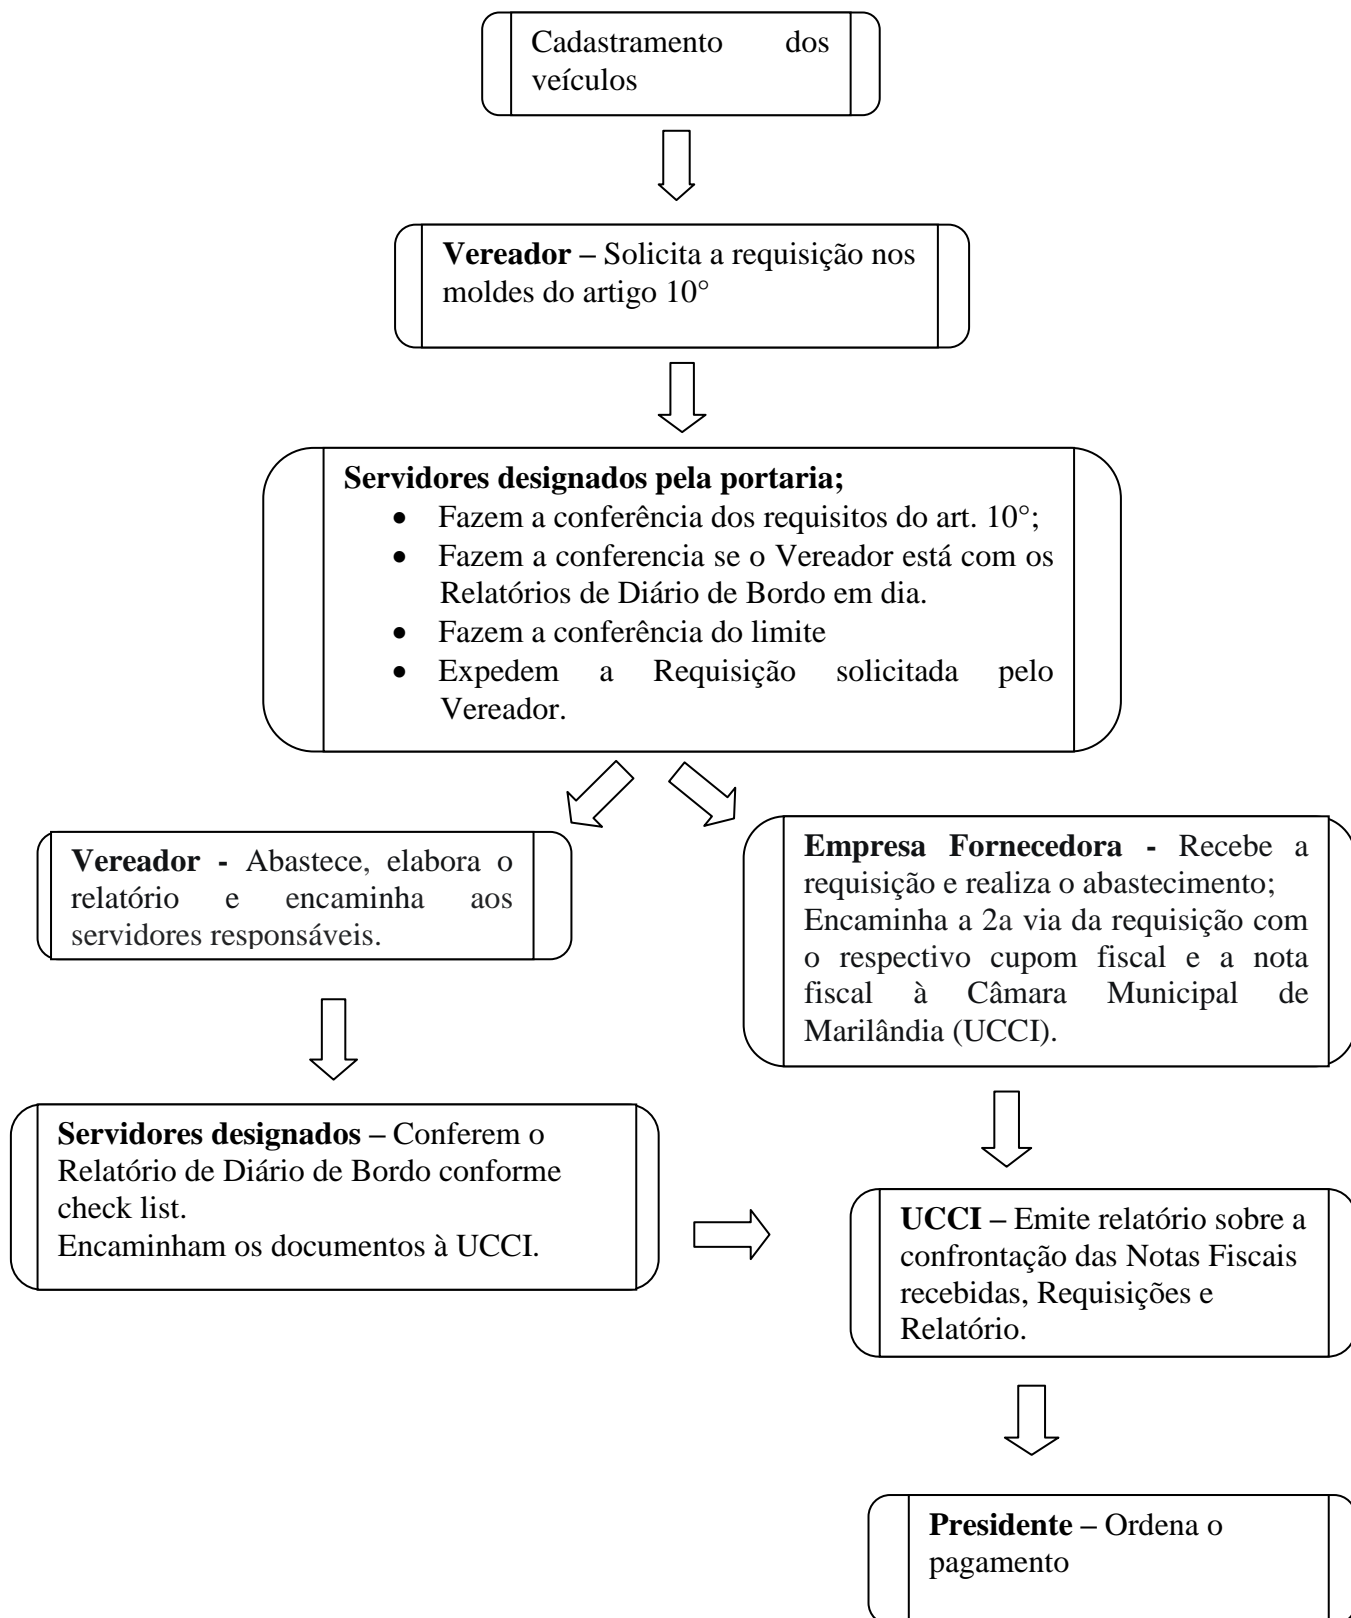 Cadastramento dos
veículos
Vereador – Solicita a requisição nos
moldes do artigo 10°
Servidores designados pela portaria;
• Fazem a conferência dos requisitos do art. 10°;
• Fazem a conferencia se o Vereador está com os
Relatórios de Diário de Bordo em dia.
• Fazem a conferência do limite
• Expedem a Requisição solicitada pelo
Vereador.
Vereador - Abastece, elabora o
relatório e encaminha aos
servidores responsáveis.
Empresa Fornecedora - Recebe a
requisição e realiza o abastecimento;
Encaminha a 2a via da requisição com
o respectivo cupom fiscal e a nota
fiscal à Câmara Municipal de
Marilândia (UCCI).
Servidores designados – Conferem o
Relatório de Diário de Bordo conforme
check list.
Encaminham os documentos à UCCI.
UCCI – Emite relatório sobre a
confrontação das Notas Fiscais
recebidas, Requisições e
Relatório.
Presidente – Ordena o
pagamento